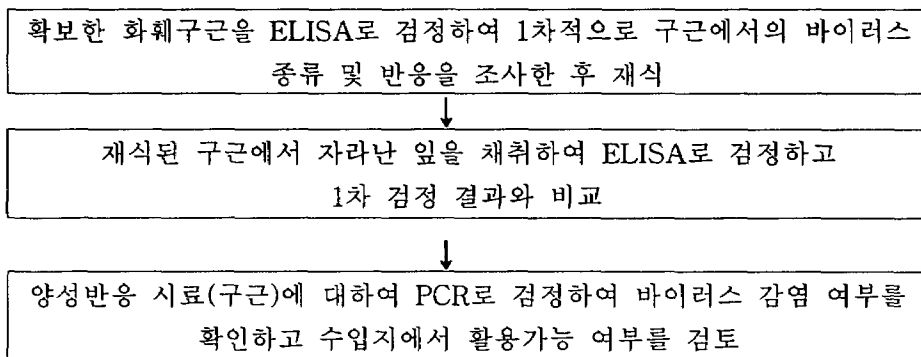 확보한 화훼구근을 ELISA로 검정하여 1차적으로 구근에서의 바이러스
종류 및 반응을 조사한 후 재식
재식된 구근에서 자라난 잎을 채취하여 ELISA로 검정하고
1차 검정 결과와 비교
양성반응 시료(구근)에 대하여 PCR로 검정하여 바이러스 감염 여부를
확인하고 수입지에서 활용가능 여부를 검토